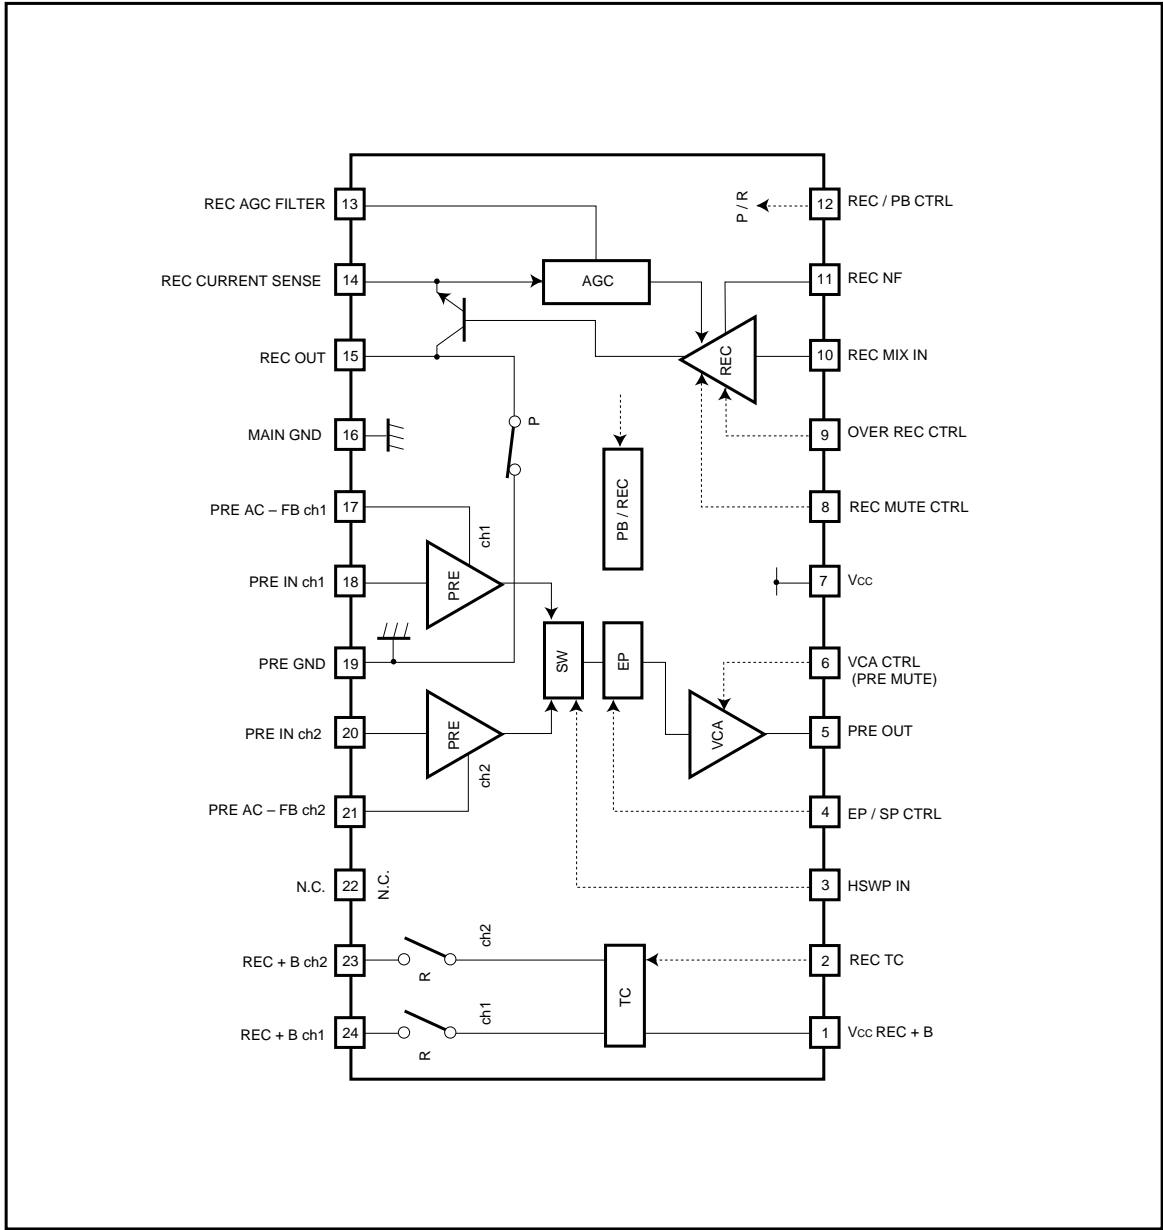 REC AGC FILTER 13 P / R 12 REC / PB CTRL
REC CURRENT SENSE 14 AGC 11 REC NF
REC OUT 15 REC 10 REC MIX IN
P
MAIN GND 16 9 OVER REC CTRL
PRE AC – FB ch1 17 ch1 PB / REC 8 REC MUTE CTRL
PRE IN ch1 18 PRE 7 Vcc
PRE GND 19 SW EP 6 VCA CTRL
(PRE MUTE)
PRE IN ch2 20 PRE VCA 5 PRE OUT
ch2
PRE AC – FB ch2 21 4 EP / SP CTRL
N.C. 22 N.C. 3 HSWP IN
ch2
REC + B ch2 23 R 2 REC TC
TC
ch1
REC + B ch1 24 R 1 Vcc REC + B